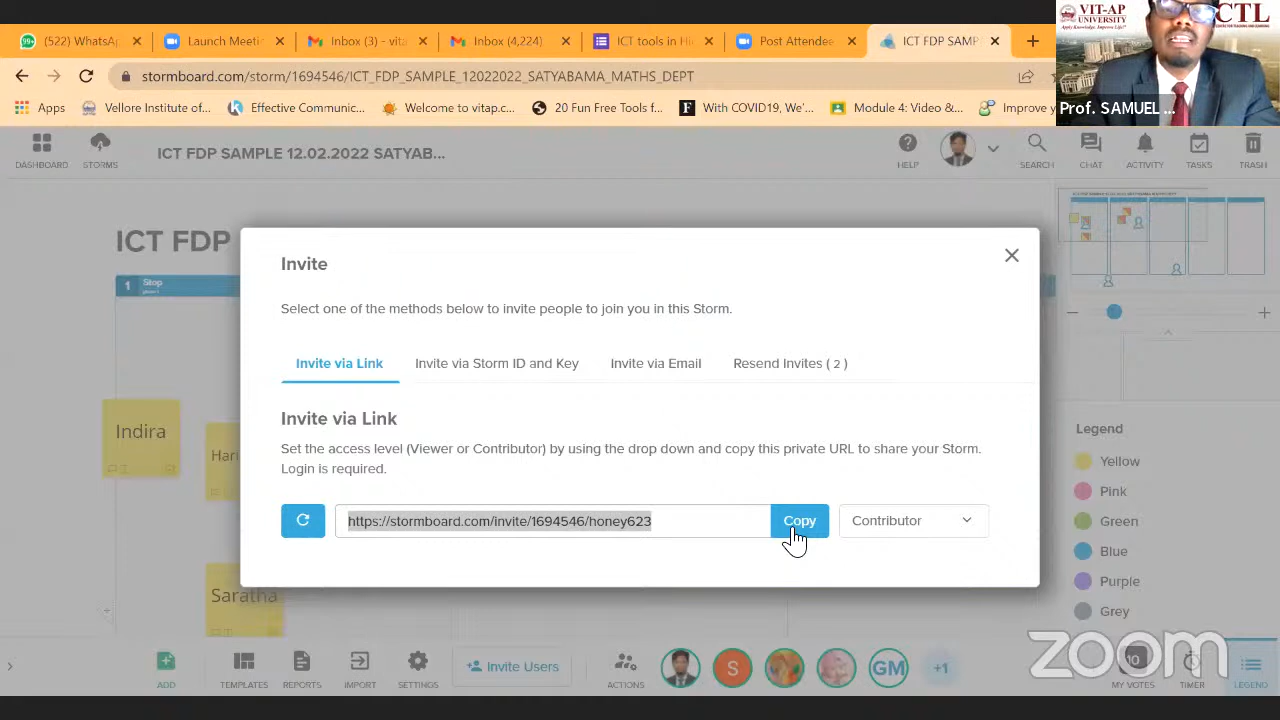 (522) WhatsA
Launch Meeti
Inbox (3) - vita
Inbox (4,224)
ICT tools in Hi
Post Attendee
ICT FDP SAMP
stormboard.com/storm/1694546/ICT_FDP_SAMPLE_12022022_SATYABAMA_MATHS_DEPT
Apps
Vellore Institute of...
Effective Communic...
Welcome to vitap.c...
20 Fun Free Tools f...
With COVID19, We'...
Module 4: Video &...
Improve y
VIT-AP
UNIVERSITY
CTL
Prof. SAMUEL ...
DASHBOARD
STORMS
ICT FDP SAMPLE 12.02.2022 SATYAB...
HELP
SEARCH
CHAT
ACTIVITY
TASKS
TRASH
ICT FDP
1 Stop
Invite
Select one of the methods below to invite people to join you in this Storm.
Invite via Link
Invite via Storm ID and Key
Invite via Email
Resend Invites ( 2 )
Invite via Link
Set the access level (Viewer or Contributor) by using the drop down and copy this private URL to share your Storm.
Login is required.
https://stormboard.com/invite/1694546/honey623
Copy
Contributor
Indira
Hari
Saratha
Legend
Yellow
Pink
Green
Blue
Purple
Grey
ADD
TEMPLATES
REPORTS
IMPORT
SETTINGS
Invite Users
ACTIONS
S
GM
+1
10
MY VOTES
TIMER
LEGEND
zoom